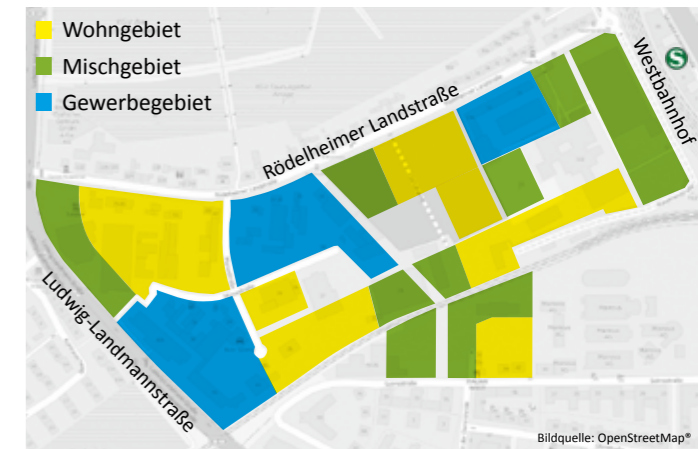 Wohngebiet
Mischgebiet
Gewerbegebiet
Rödelheimer Landstraße
Westbahnhof
S
Ludwig-Landmannstraße
Bildquelle: OpenStreetMap®